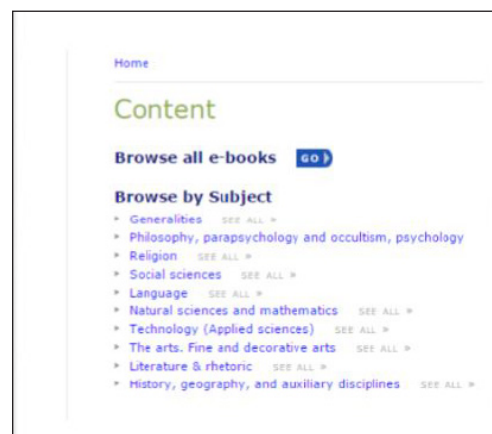 Home
Content
Browse all e-books GO
Browse by Subject
Generalities SEE ALL »
Philosophy, parapsychology and occultism, psychology
Religion SEE ALL »
Social sciences SEE ALL »
Language SEE ALL »
Natural sciences and mathematics SEE ALL »
Technology (Applied sciences) SEE ALL »
The arts. Fine and decorative arts SEE ALL »
Literature & rhetoric SEE ALL »
History, geography, and auxiliary disciplines SEE ALL »